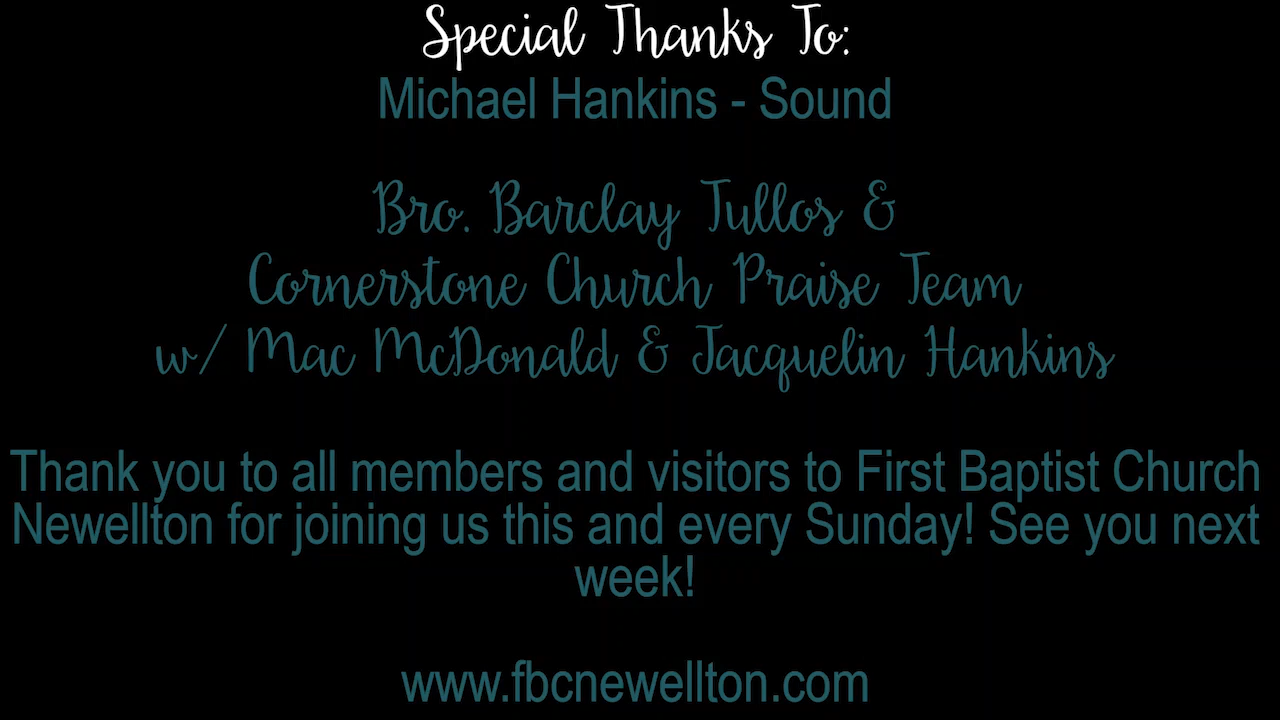 Special Thanks To:
Michael Hankins - Sound
Bro. Barclay Tullos &
Cornerstone Church Praise Team
w/ Mac McDonald & Jacquelin Hankins
Thank you to all members and visitors to First Baptist Church
Newellton for joining us this and every Sunday! See you next
week!
www.fbcnewellton.com